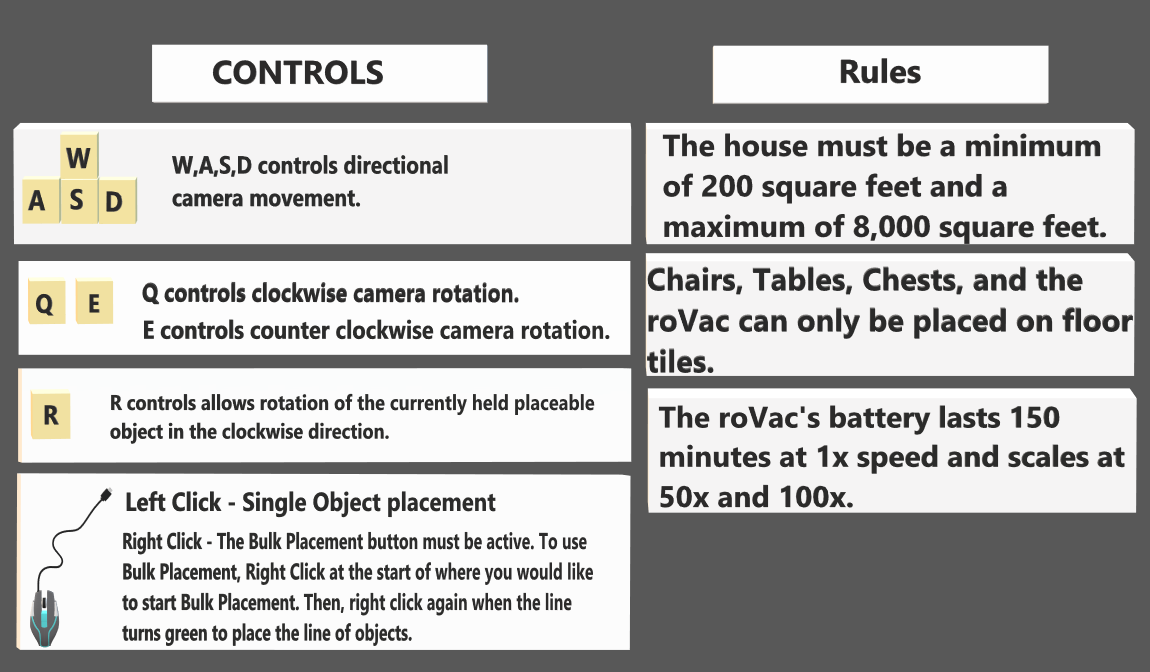 CONTROLS
W
A S D
W,A,S,D controls directional
camera movement.
Q E
Q controls clockwise camera rotation.
E controls counter clockwise camera rotation.
R
R controls allows rotation of the currently held placeable
object in the clockwise direction.
Left Click - Single Object placement
Right Click - The Bulk Placement button must be active. To use
Bulk Placement, Right Click at the start of where you would like
to start Bulk Placement. Then, right click again when the line
turns green to place the line of objects.
Rules
The house must be a minimum
of 200 square feet and a
maximum of 8,000 square feet.
Chairs, Tables, Chests, and the
roVac can only be placed on floor
tiles.
The roVac's battery lasts 150
minutes at 1x speed and scales at
50x and 100x.